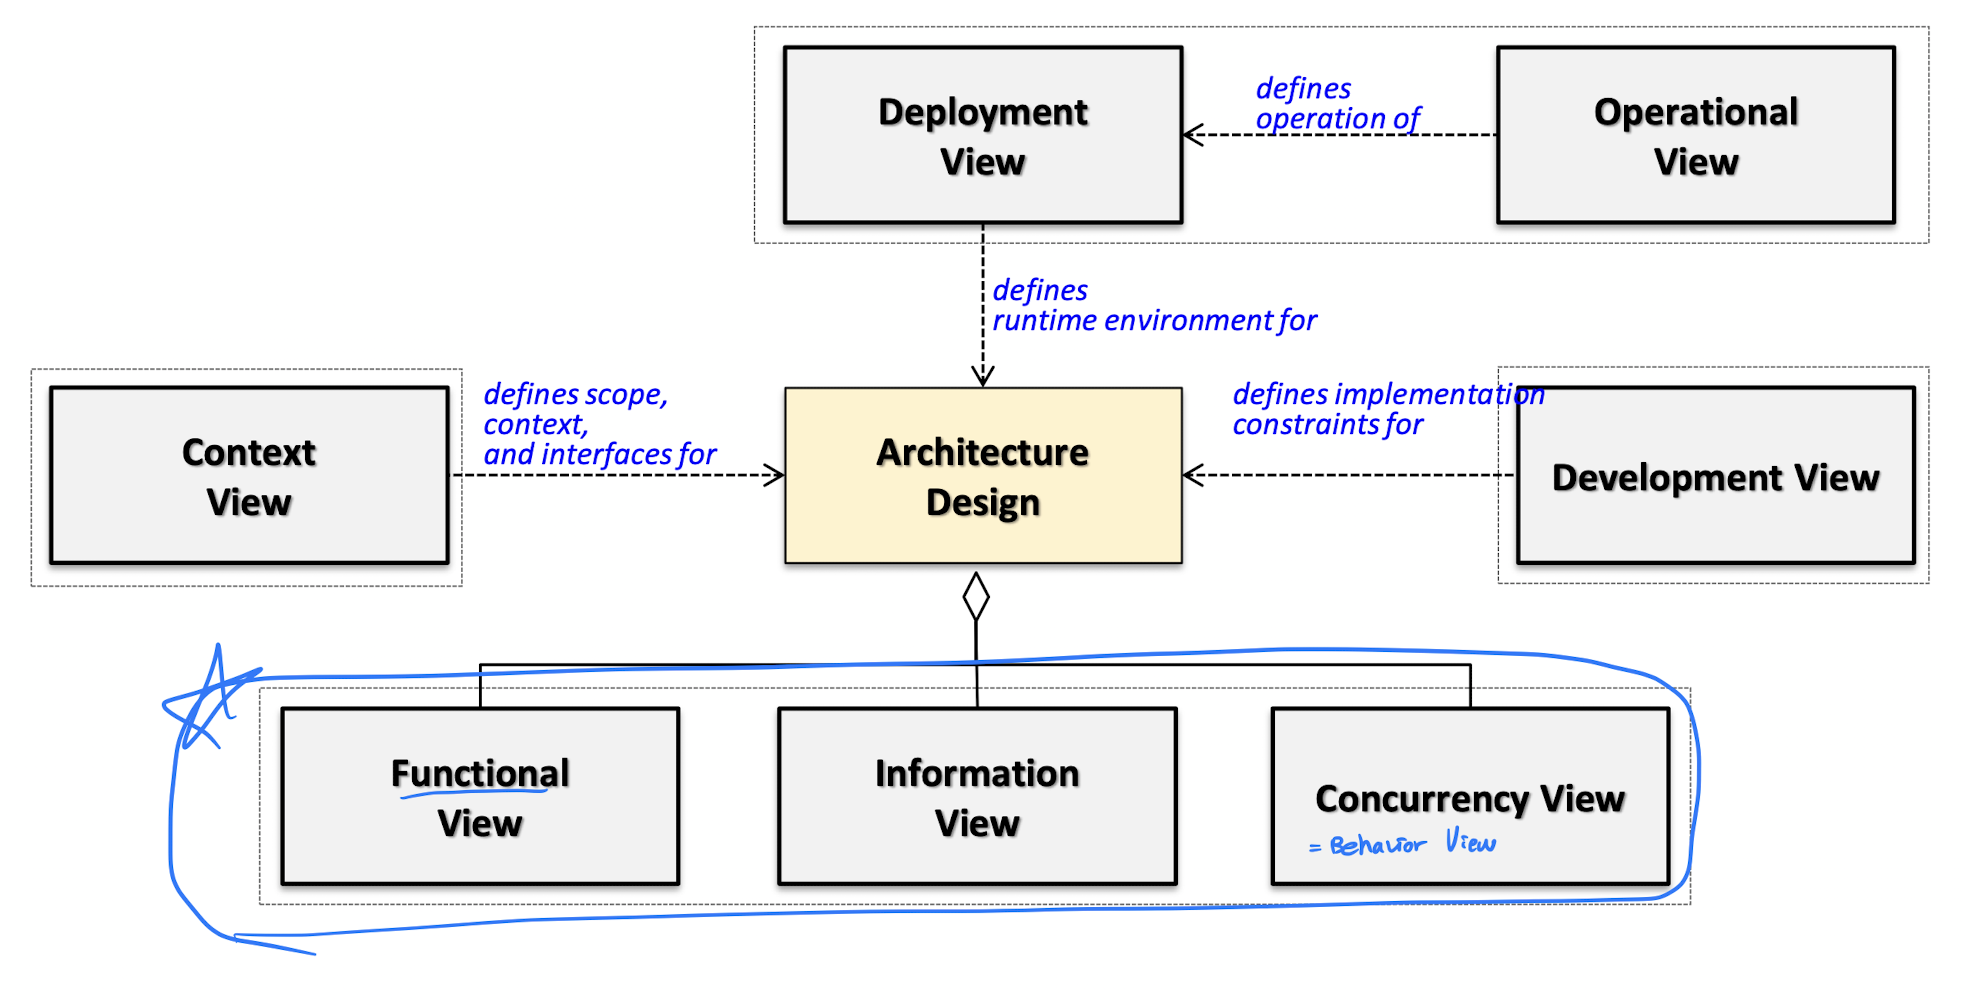 Deployment
View
defines
operation of
Operational
View
defines
runtime environment for
Context
View
defines scope,
context,
and interfaces for
Architecture
Design
defines implementation
constraints for
Development View
Functional
View
Information
View
Concurrency View
= Behavior View